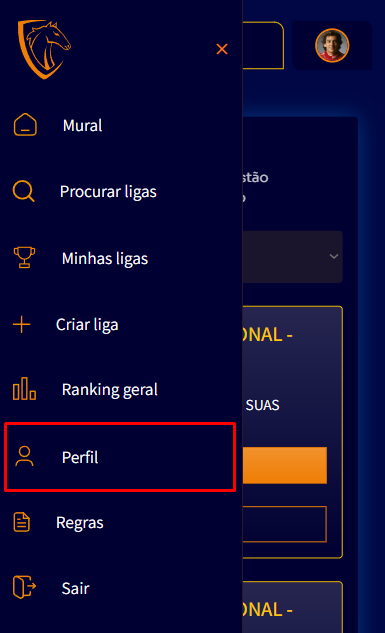 Mural
stão
Procurar ligas
Minhas ligas
Criar liga
ONAL -
Ranking geral
SUAS
Perfil
Regras
Sair
ONAL -